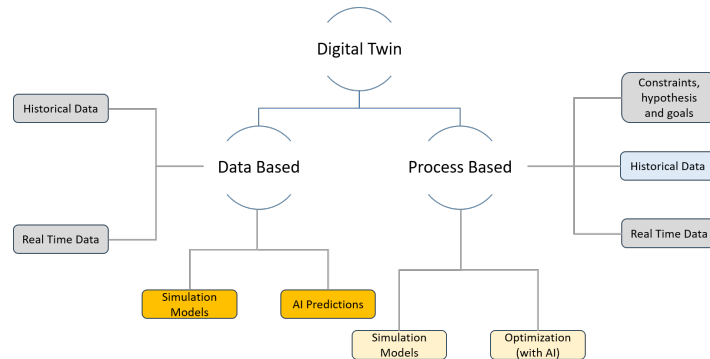 Digital Twin
Constraints,
hypothesis
and goals
Historical Data
Data Based
Process Based
Historical Data
Real Time Data
Real Time Data
Simulation
Models
AI Predictions
Simulation
Models
Optimization
(with AI)